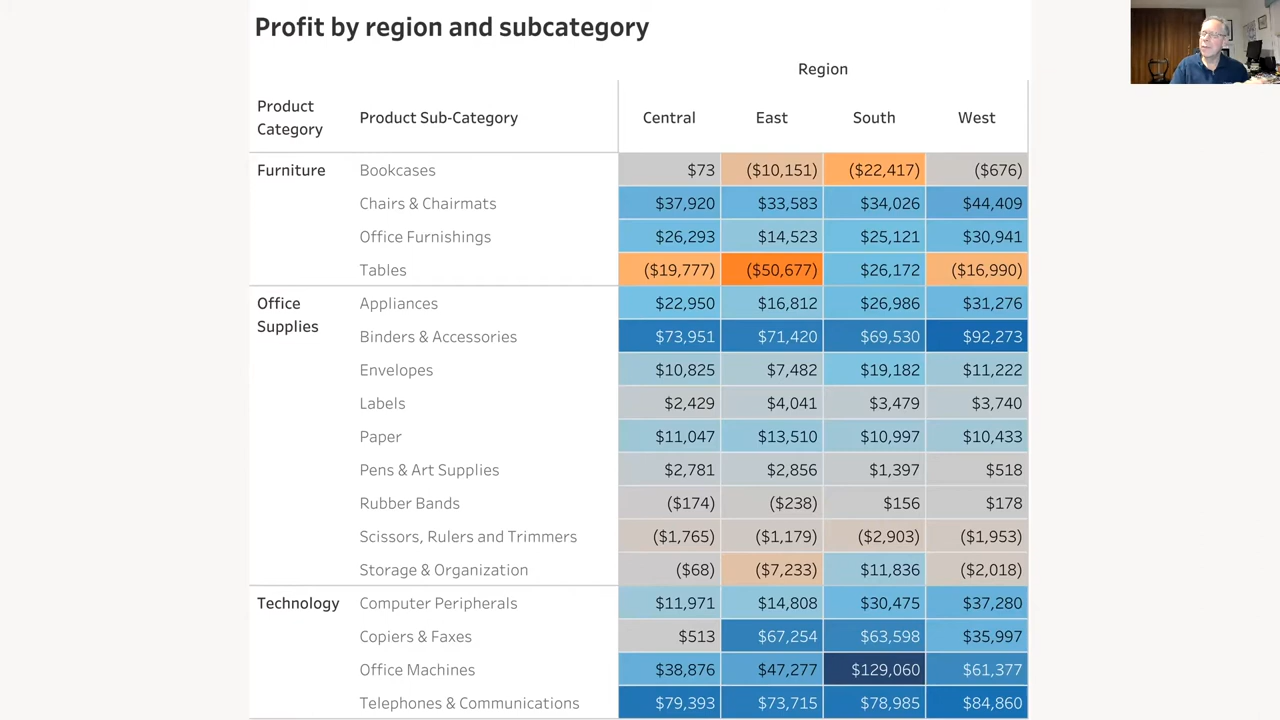 Profit by region and subcategory
Region
Product Category Product Sub-Category Central East South West
Furniture Bookcases $73 ($10,151) ($22,417) ($676)
Chairs & Chairmats $37,920 $33,583 $34,026 $44,409
Office Furnishings $26,293 $14,523 $25,121 $30,941
Tables ($19,777) ($50,677) $26,172 ($16,990)
Office Supplies Appliances $22,950 $16,812 $26,986 $31,276
Binders & Accessories $73,951 $71,420 $69,530 $92,273
Envelopes $10,825 $7,482 $19,182 $11,222
Labels $2,429 $4,041 $3,479 $3,740
Paper $11,047 $13,510 $10,997 $10,433
Pens & Art Supplies $2,781 $2,856 $1,397 $518
Rubber Bands ($174) ($238) $156 $178
Scissors, Rulers and Trimmers ($1,765) ($1,179) ($2,903) ($1,953)
Storage & Organization ($68) ($7,233) $11,836 ($2,018)
Technology Computer Peripherals $11,971 $14,808 $30,475 $37,280
Copiers & Faxes $513 $67,254 $63,598 $35,997
Office Machines $38,876 $47,277 $129,060 $61,377
Telephones & Communications $79,393 $73,715 $78,985 $84,860